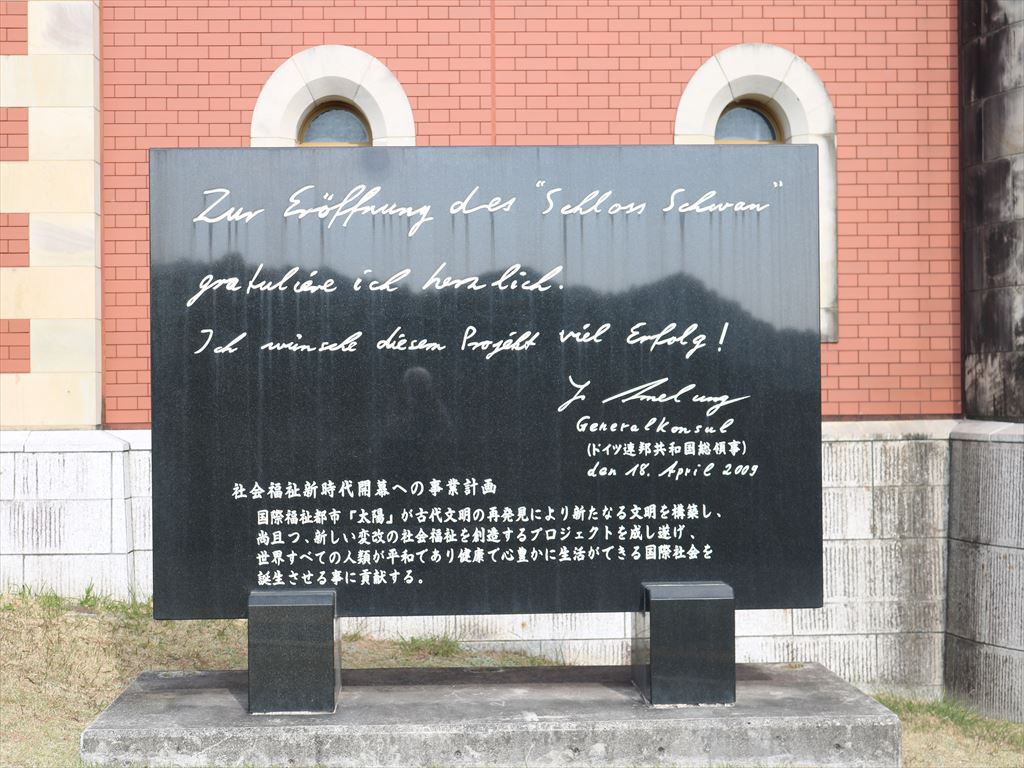 Zur Eröffnung des "Schloss Schwan"
gratuliere ich herzlich.
Ich wünsche diesem Projekt viel Erfolg!
J. Amelung
Generalkonsul
(ドイツ連邦共和国総領事)
den 18. April 2009
社会福祉新時代開幕への事業計画
国際福祉都市「太陽」が古代文明の再発見により新たなる文明を構築し、
尚且つ、新しい変改の社会福祉を創造するプロジェクトを成し遂げ、
世界すべての人類が平和であり健康で心豊かに生活ができる国際社会を
誕生させる事に貢献する。